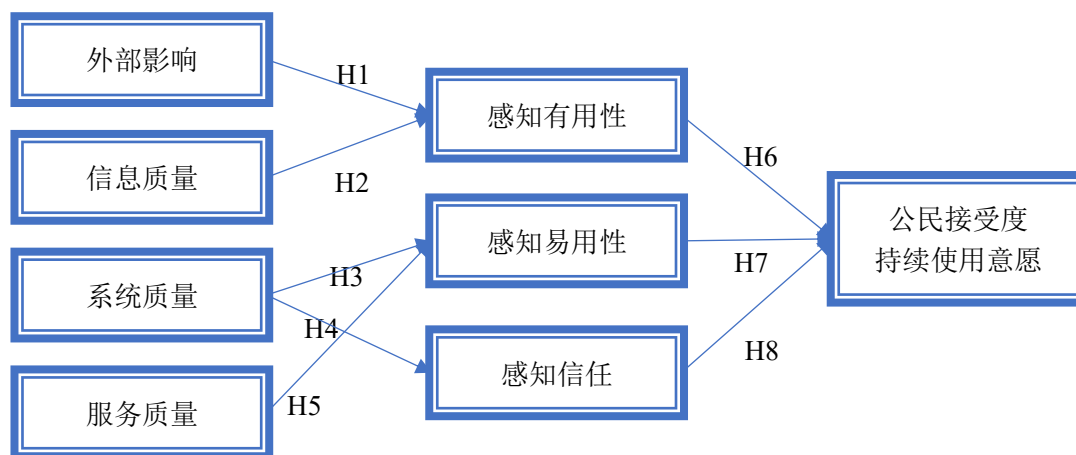 外部影响
信息质量
系统质量
服务质量
H1
H2
H3
H4
H5
感知有用性
感知易用性
感知信任
H6
H7
H8
公民接受度
持续使用意愿